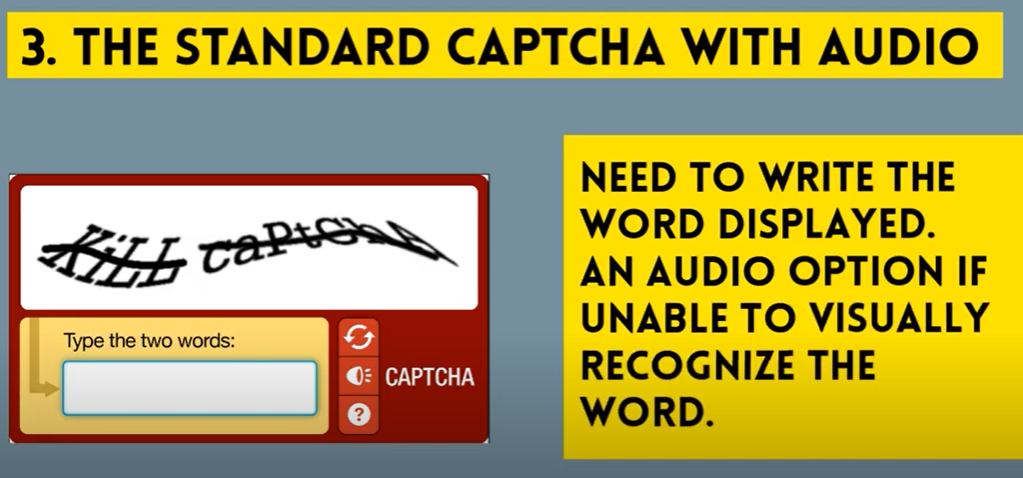 3. THE STANDARD CAPTCHA WITH AUDIO
KiLL caPtChA
Type the two words:
?
CAPTCHA
NEED TO WRITE THE
WORD DISPLAYED.
AN AUDIO OPTION IF
UNABLE TO VISUALLY
RECOGNIZE THE
WORD.